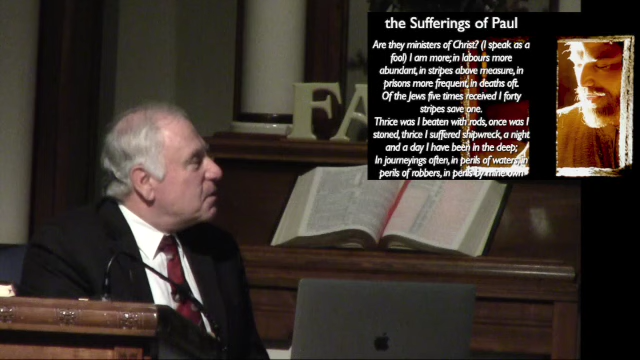 the Sufferings of Paul
Are they ministers of Christ? (I speak as a
fool) I am more; in labours more
abundant, in stripes above measure, in
prisons more frequent, in deaths oft.
Of the Jews five times received I forty
stripes save one.
Thrice was I beaten with rods, once was I
stoned, thrice I suffered shipwreck, a night
and a day I have been in the deep;
In journeyings often, in perils of waters, in
perils of robbers, in perils by mine own
FA